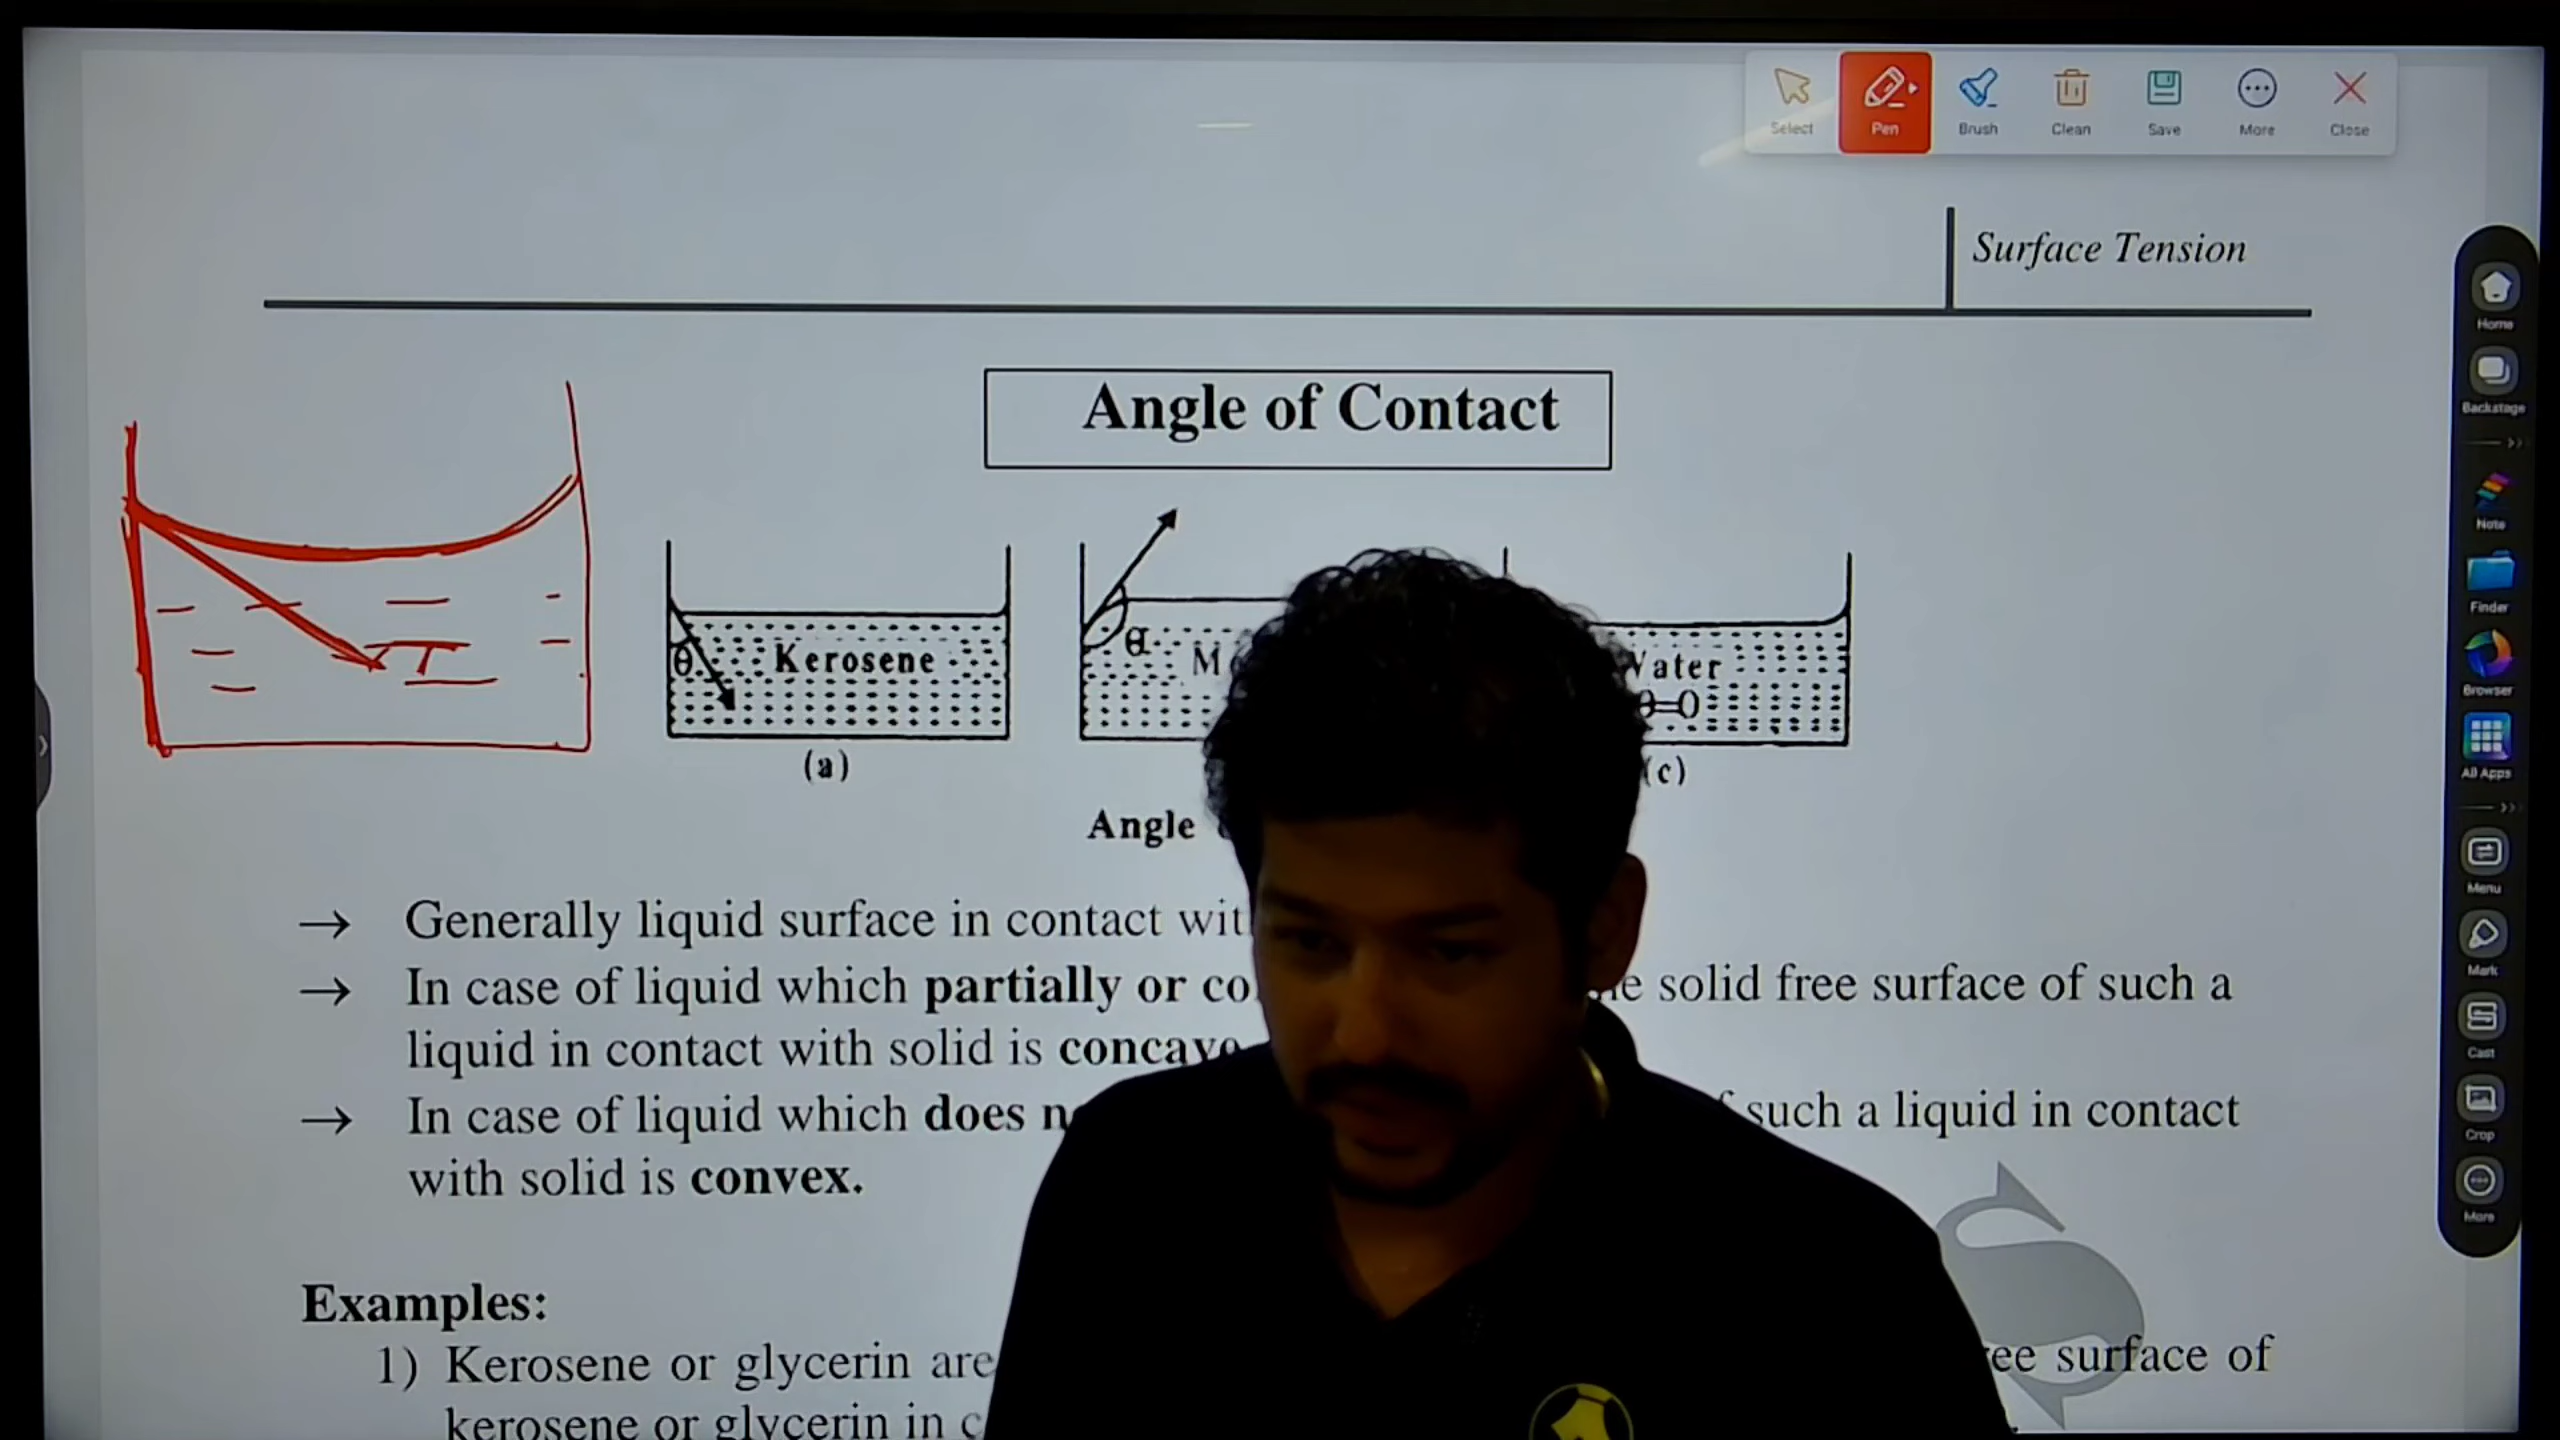 Select Pen Brush Clean Save More Close
Surface Tension
Angle of Contact
T
θ Kerosene
θ
Water
θ=0
(a)
(c)
Angle
→ Generally liquid surface in contact
→ In case of liquid which partially or solid free surface of such a
liquid in contact with solid is concave
→ In case of liquid which does such a liquid in contact
with solid is convex.
Examples:
1) Kerosene or glycerin are surface of
kerosene or glycerin in
Home
Backstage
Note
Finder
Browser
All Apps
Menu
Mark
Cast
Crop
More